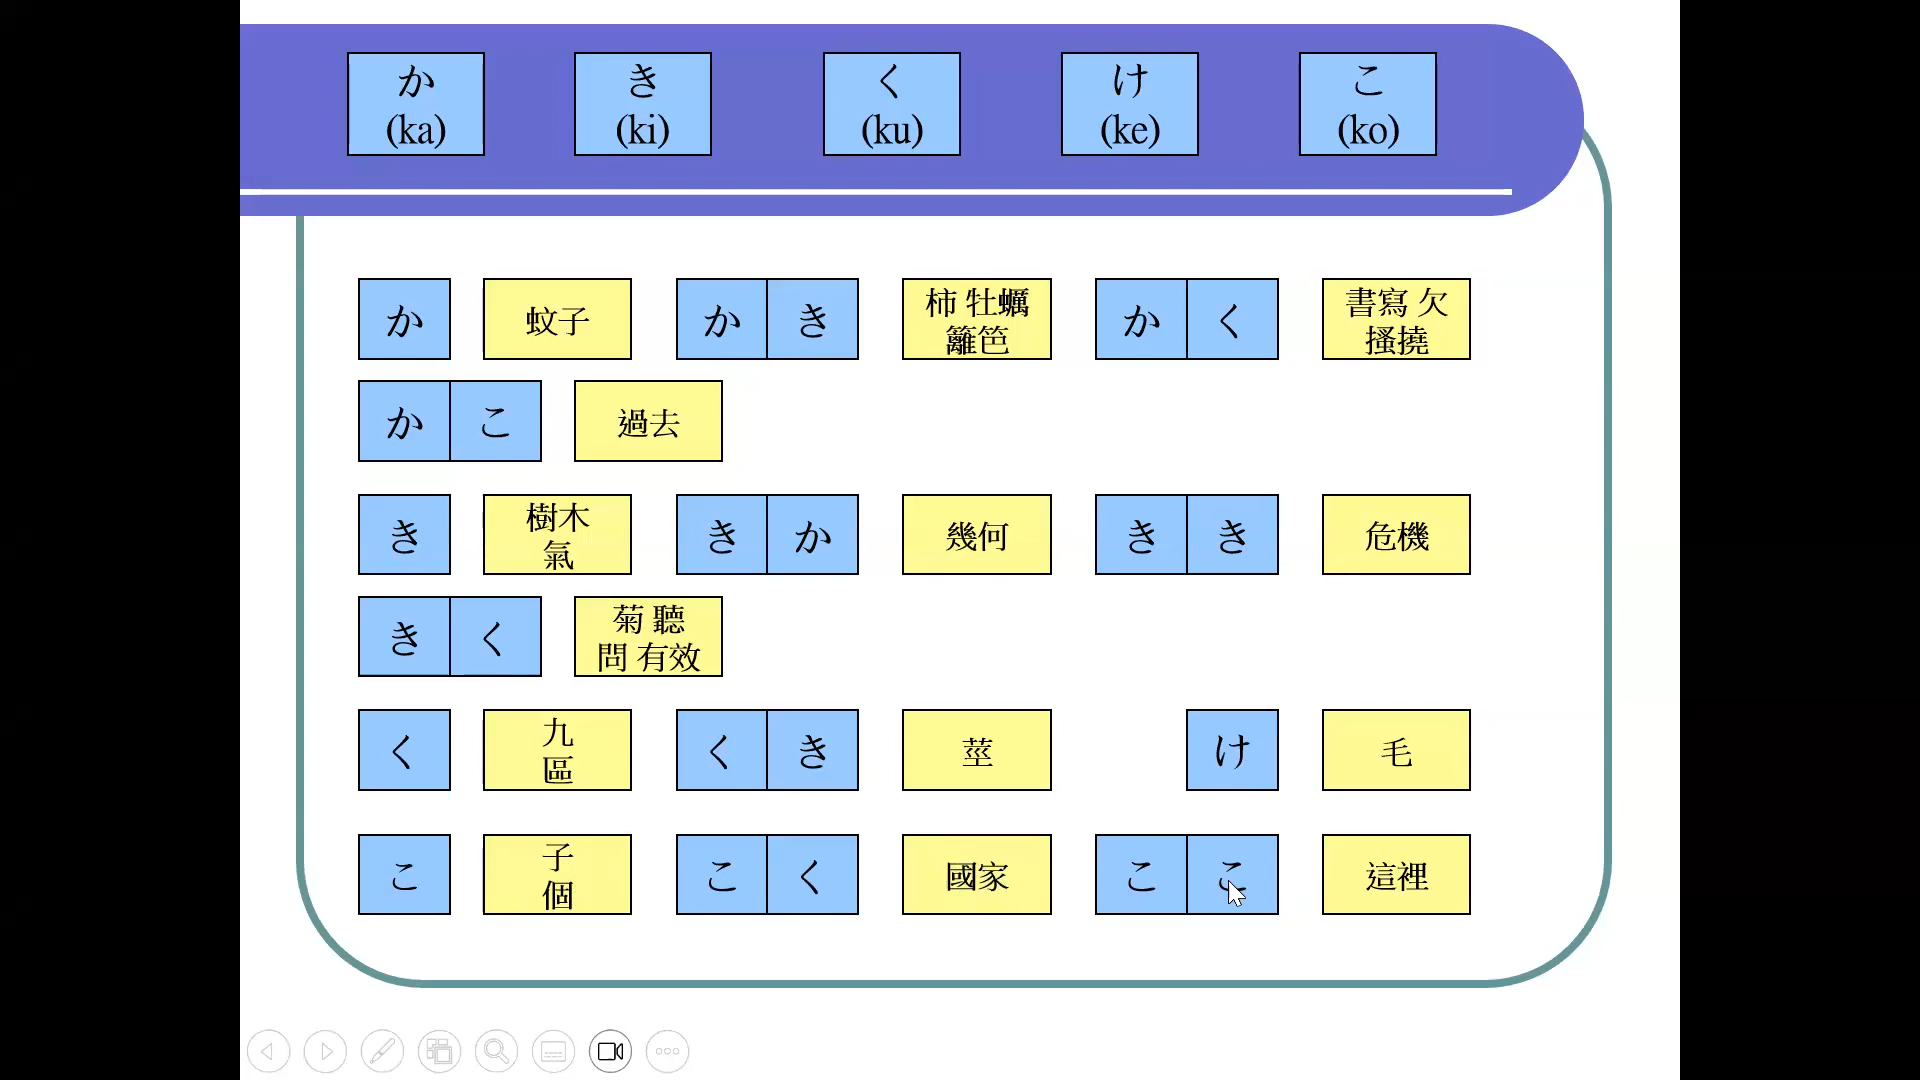 か き く け こ
(ka) (ki) (ku) (ke) (ko)
か 蚊子 か き 柿 牡蠣 か く 書寫 欠
籬笆 搔撓
か こ 過去
き 樹木 き か 幾何 き き 危機
氣
き く 菊 聽
問 有效
く 九 く き 莖 け 毛
區
こ 子 こ く 國家 こ こ 這裡
個